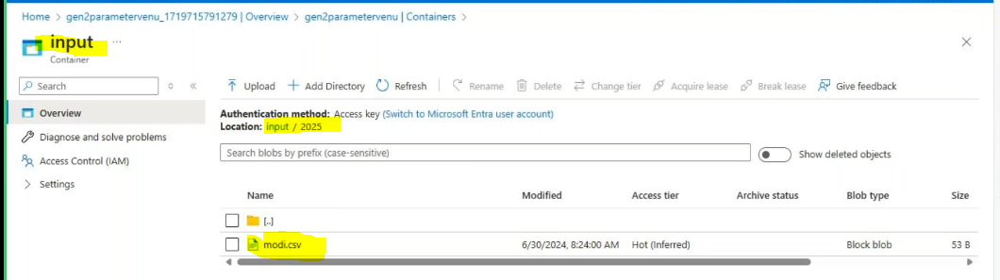 Home > gen2parametervenu_1719715791279 | Overview > gen2parametervenu | Containers >
input ...
Container
Search
Upload Add Directory Refresh Rename Delete Change tier Acquire lease Break lease Give feedback
Overview
Diagnose and solve problems
Access Control (IAM)
Settings
Authentication method: Access key (Switch to Microsoft Entra user account)
Location: input / 2025
Search blobs by prefix (case-sensitive)
Show deleted objects
Name Modified Access tier Archive status Blob type Size
[..]
modi.csv 6/30/2024, 8:24:00 AM Hot (Inferred) Block blob 53 B